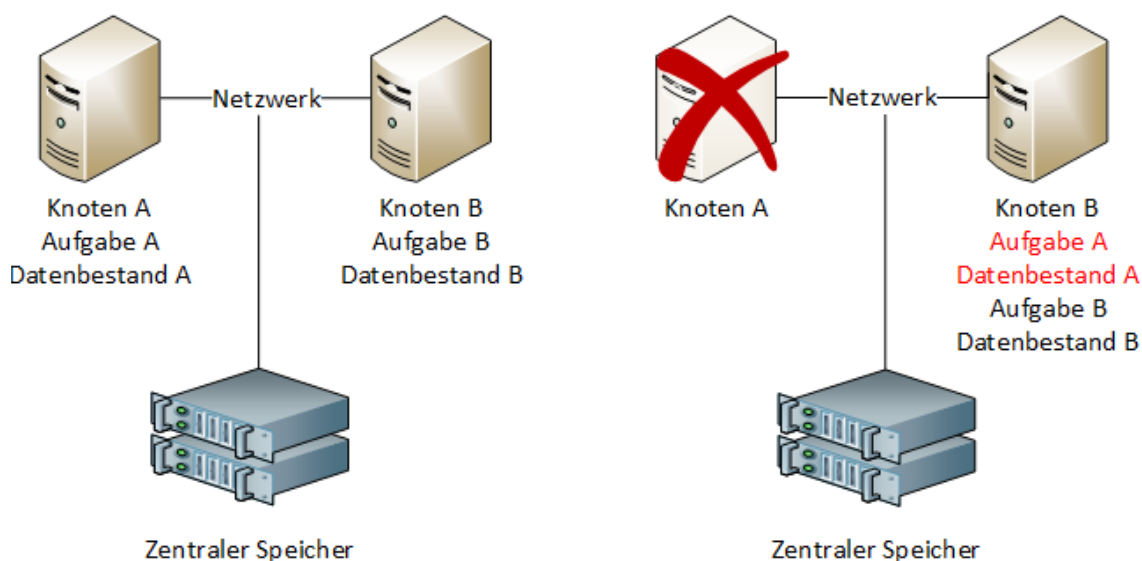 Netzwerk
Knoten A
Aufgabe A
Datenbestand A
Knoten B
Aufgabe B
Datenbestand B
Zentraler Speicher
Netzwerk
Knoten A
Knoten B
Aufgabe A
Datenbestand A
Aufgabe B
Datenbestand B
Zentraler Speicher